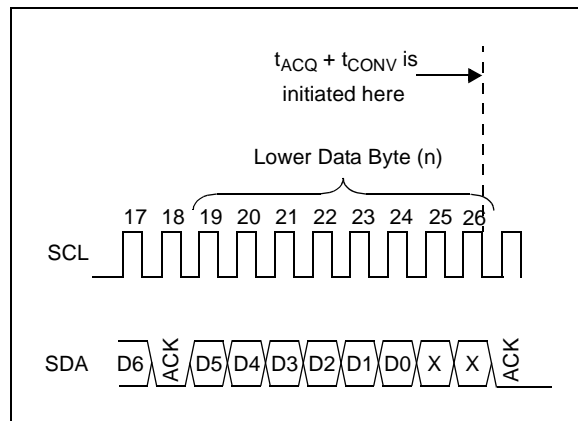 tACQ + tCONV is
initiated here
Lower Data Byte (n)
17 18 19 20 21 22 23 24 25 26
SCL
SDA D6 ACK D5 D4 D3 D2 D1 D0 X X ACK